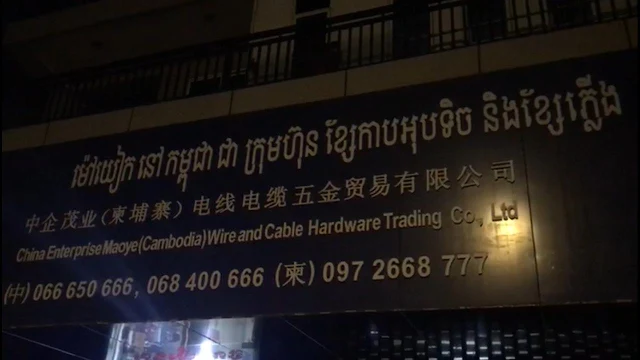 ម៉ៅយៀក នៅ កម្ពុជា ជា ក្រុមហ៊ុន ខ្សែកាបអុបទិច និងខ្សែភ្លើង
中企茂业(柬埔寨)电线电缆五金贸易有限公司
China Enterprise Maoye(Cambodia)Wire and Cable Hardware Trading Co., Ltd
(中) 066 650 666, 068 400 666 (柬) 097 2668 777